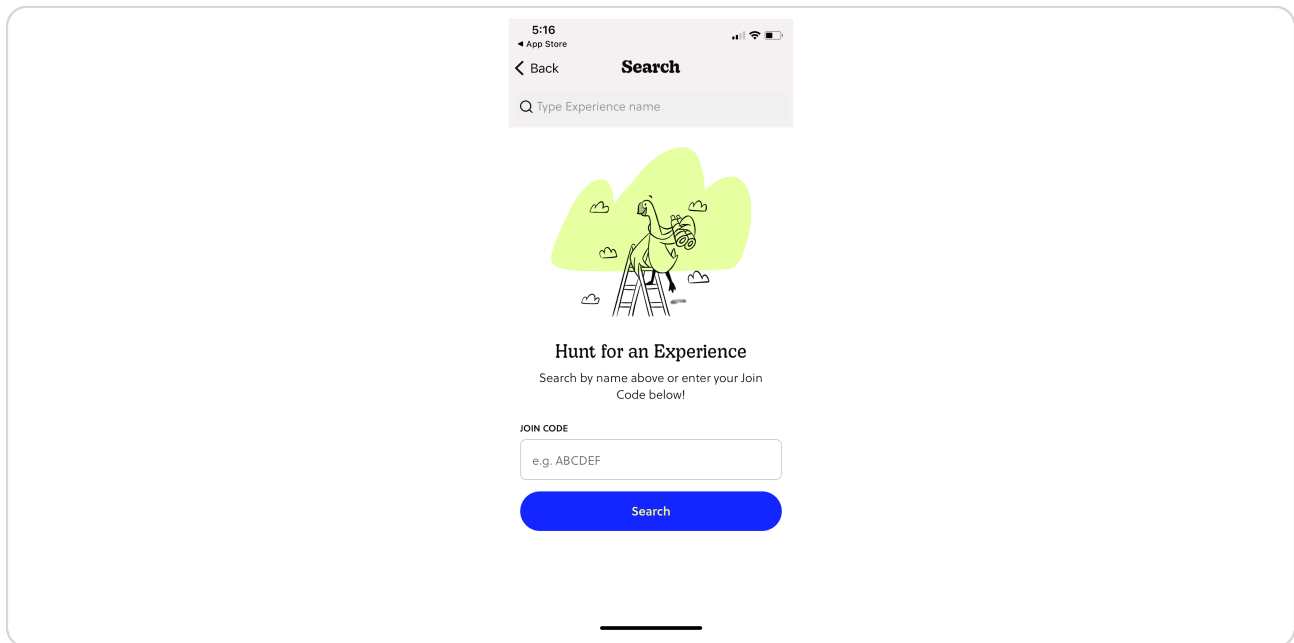 5:16
◀ App Store
Back
Search
Type Experience name
Hunt for an Experience
Search by name above or enter your Join
Code below!
JOIN CODE
e.g. ABCDEF
Search